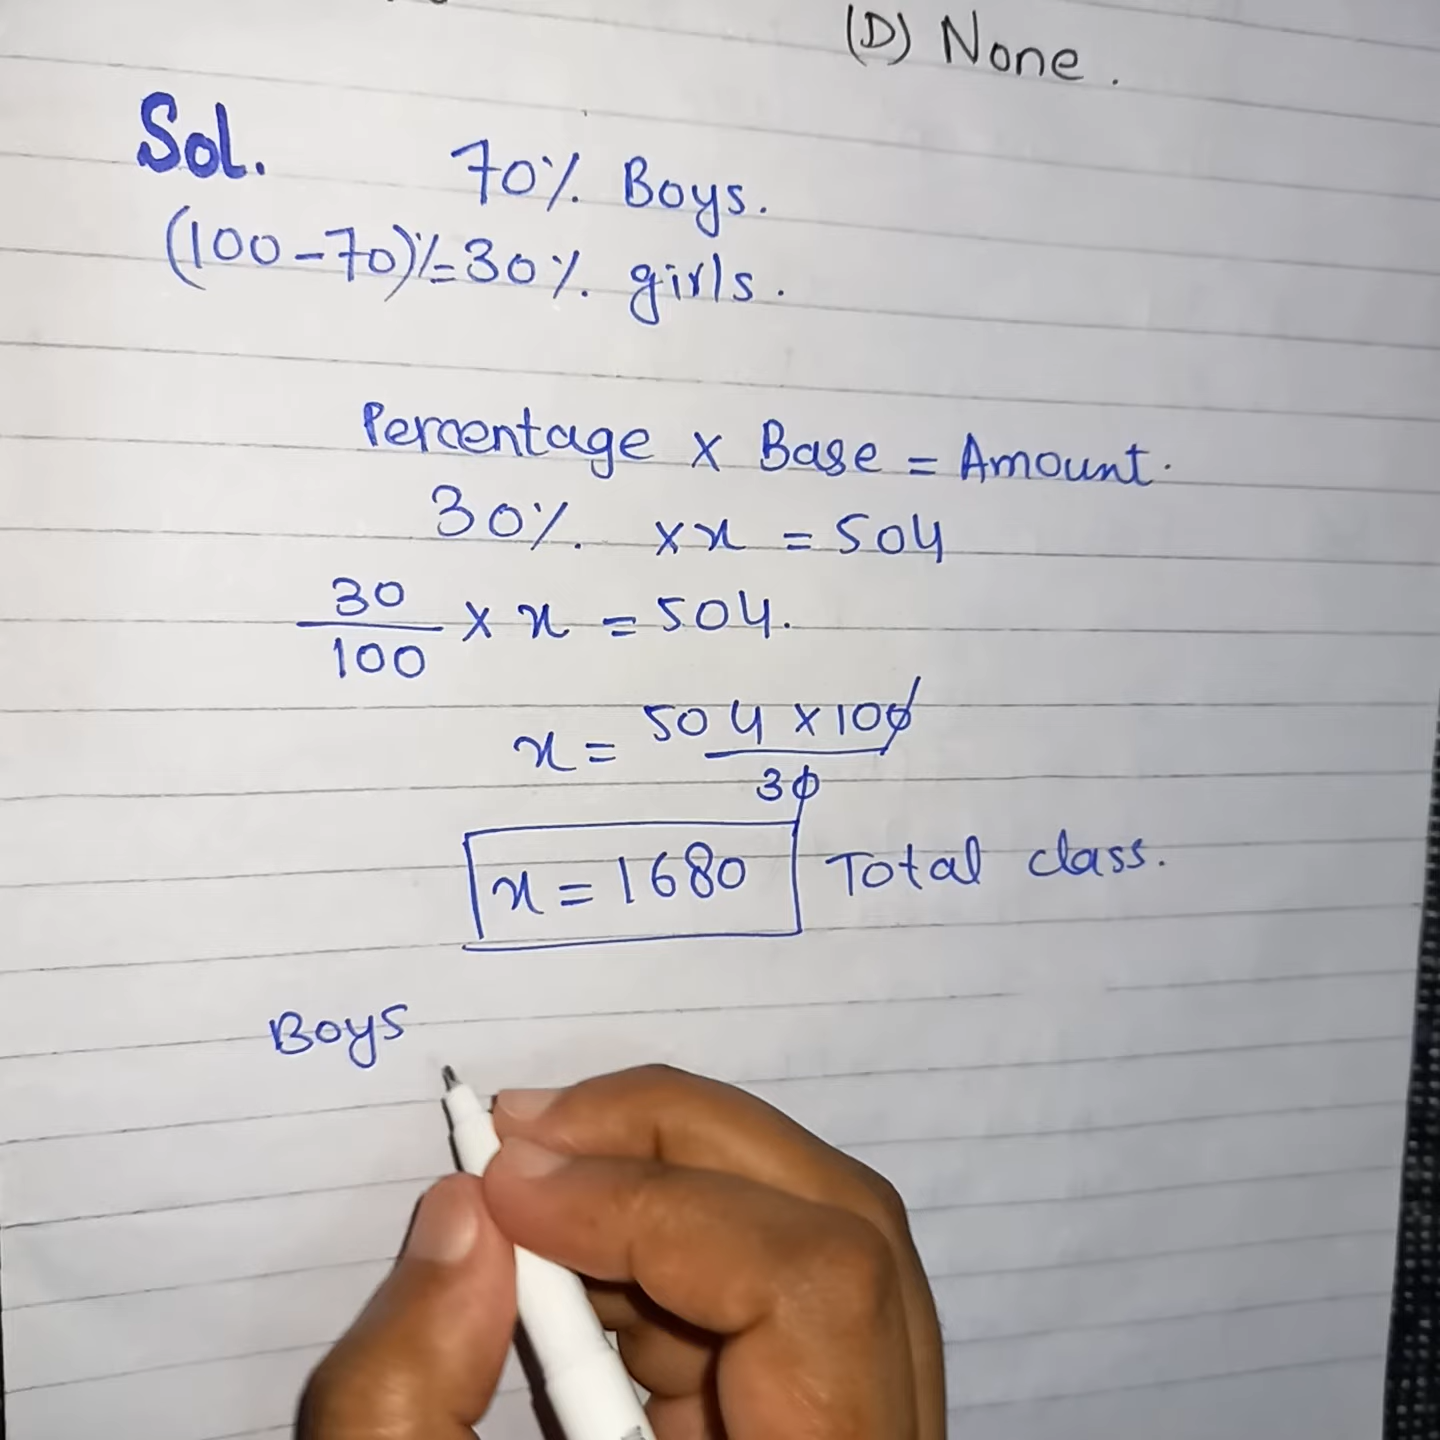 (D) None.
Sol. 70% Boys.
(100-70)%=30% girls.
Percentage x Base = Amount.
30% x x = 504
30/100 x x = 504.
x = 504 x 100/30
x = 1680 Total class.
Boys